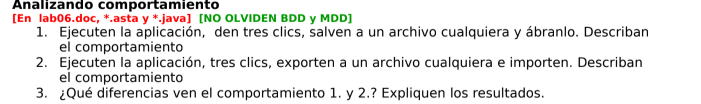 Analizando comportamiento
[En lab06.doc, *.asta y *.java] [NO OLVIDEN BDD y MDD]
1. Ejecuten la aplicación, den tres clics, salven a un archivo cualquiera y ábranlo. Describan
el comportamiento
2. Ejecuten la aplicación, tres clics, exporten a un archivo cualquiera e importen. Describan
el comportamiento
3. ¿Qué diferencias ven el comportamiento 1. y 2.? Expliquen los resultados.